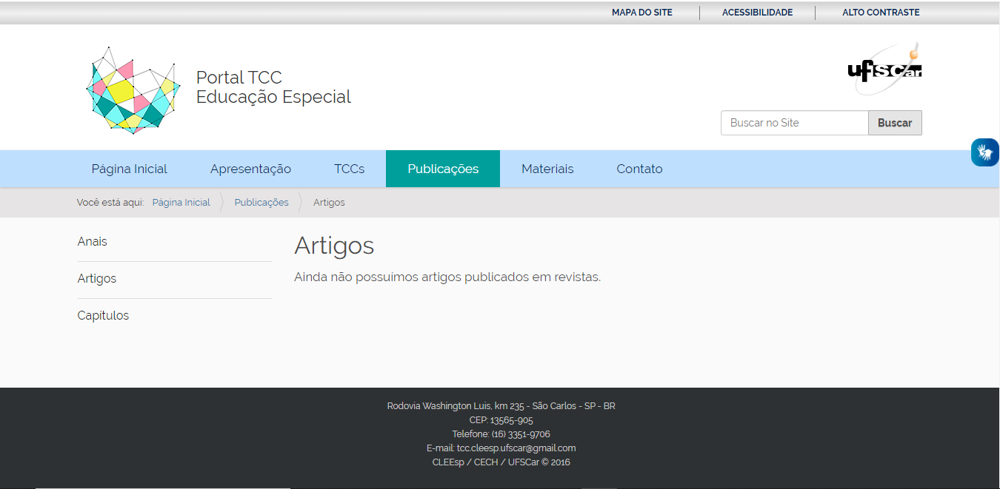 MAPA DO SITE ACESSIBILIDADE ALTO CONTRASTE
Portal TCC
Educação Especial
ufscar
Buscar no Site Buscar
Página Inicial Apresentação TCCs Publicações Materiais Contato
Você está aqui: Página Inicial Publicações Artigos
Anais
Artigos
Capítulos
Artigos
Ainda não possuimos artigos publicados em revistas.
Rodovia Washington Luis, km 235 - São Carlos - SP - BR
CEP: 13565-905
Telefone: (16) 3351-9706
E-mail: tcc.cleesp.ufscar@gmail.com
CLEEsp / CECH / UFSCar © 2016